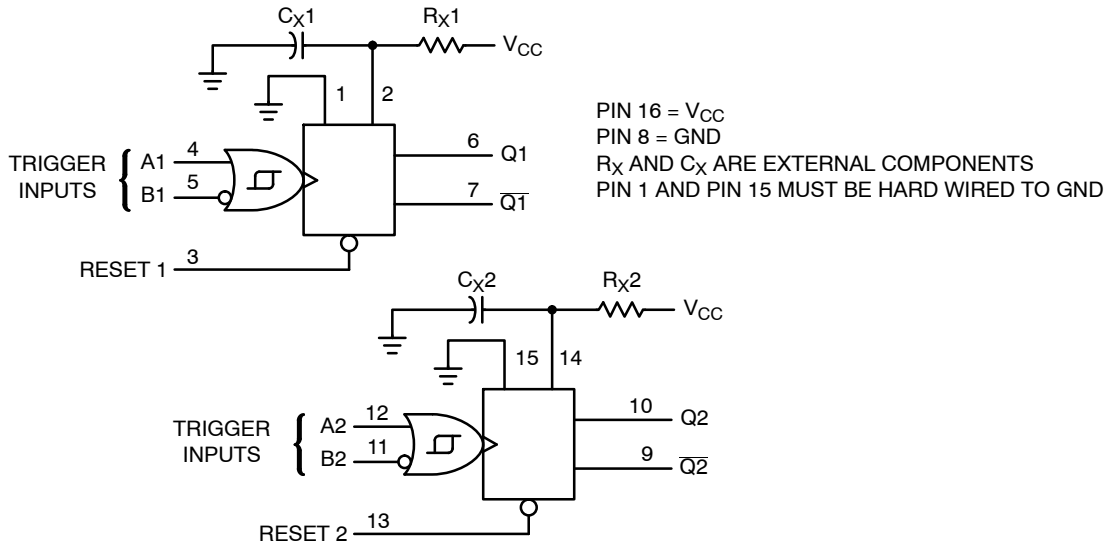 CX1
RX1
VCC
1
2
TRIGGER
INPUTS
A1
4
B1
5
6
Q1
7
Q1
RESET 1
3
PIN 16 = VCC
PIN 8 = GND
RX AND CX ARE EXTERNAL COMPONENTS
PIN 1 AND PIN 15 MUST BE HARD WIRED TO GND
CX2
RX2
VCC
15
14
TRIGGER
INPUTS
A2
12
B2
11
10
Q2
9
Q2
RESET 2
13